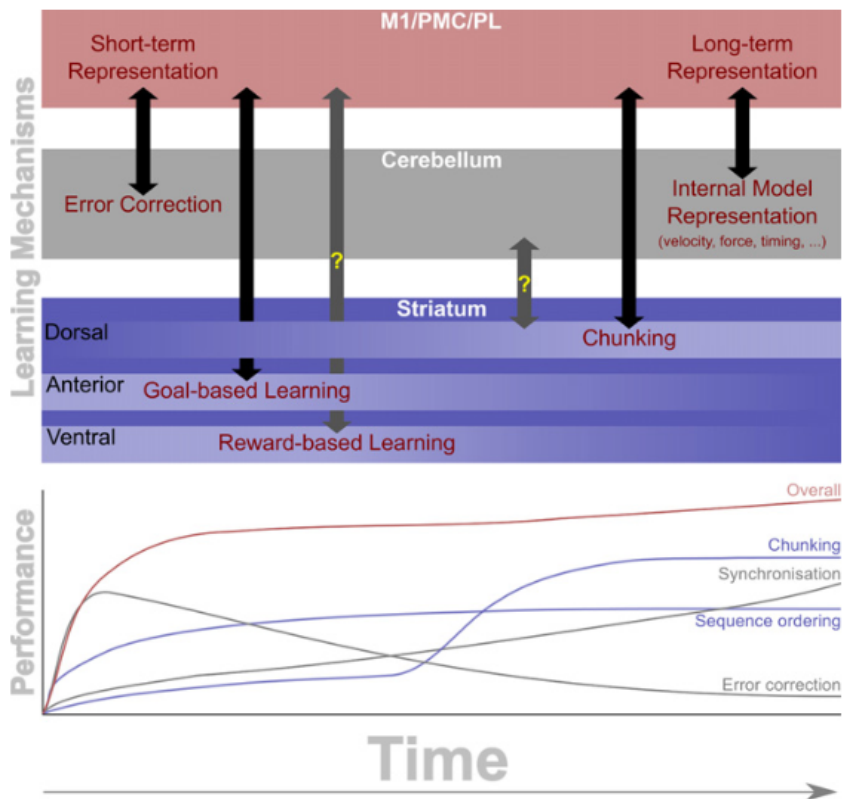 M1/PMC/PL
Short-term
Representation
Long-term
Representation
Learning Mechanisms
Cerebellum
Error Correction
Internal Model
Representation
(velocity, force, timing, ...)
?
?
Striatum
Dorsal
Chunking
Anterior
Goal-based Learning
Ventral
Reward-based Learning
Performance
Overall
Chunking
Synchronisation
Sequence ordering
Error correction
Time